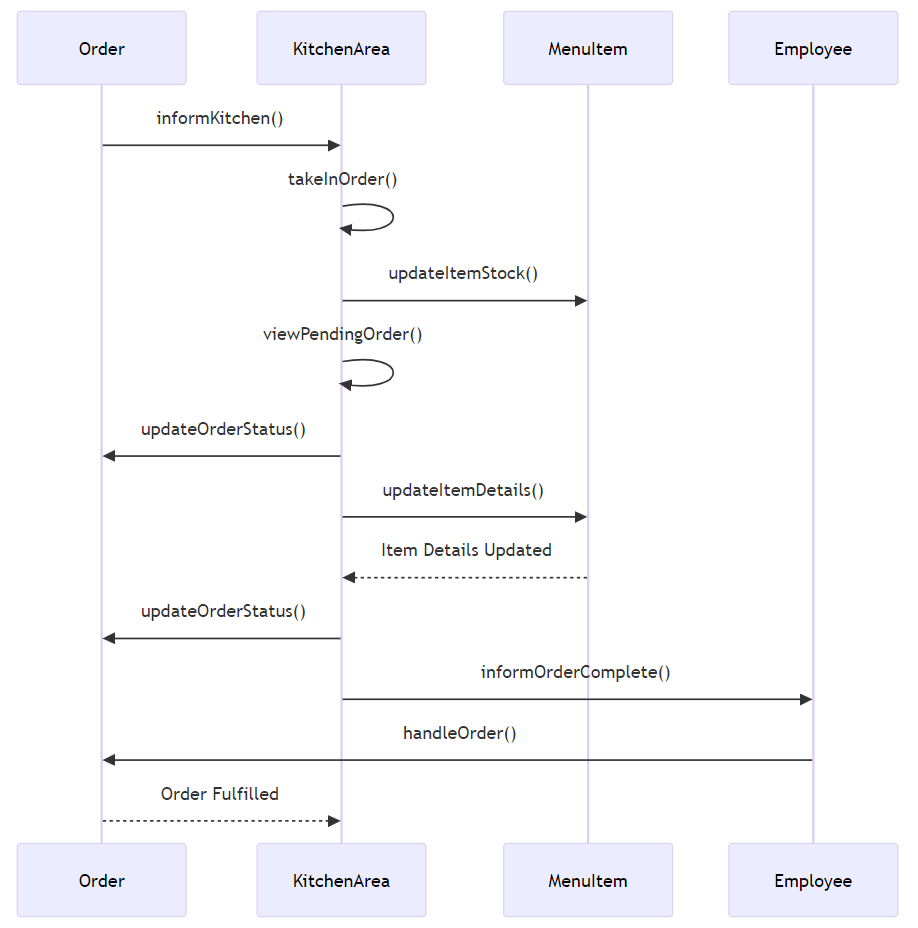 Order
KitchenArea
MenuItem
Employee
informKitchen()
takeInOrder()
updateItemStock()
viewPendingOrder()
updateOrderStatus()
updateItemDetails()
Item Details Updated
updateOrderStatus()
informOrderComplete()
handleOrder()
Order Fulfilled
Order
KitchenArea
MenuItem
Employee